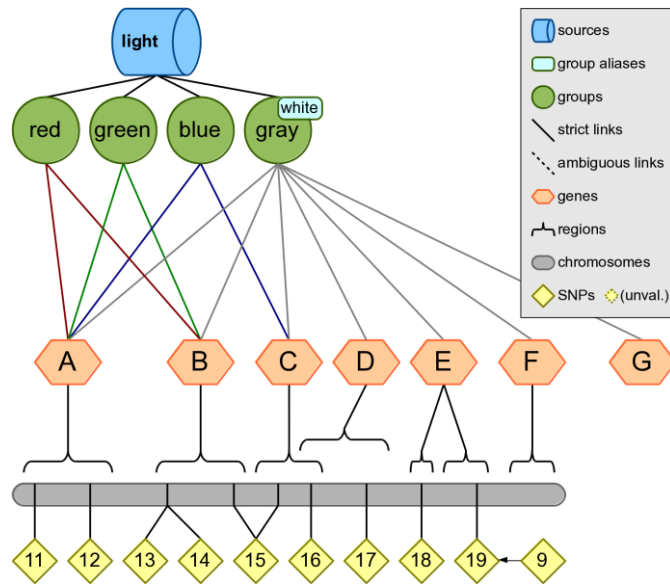 light
sources
group aliases
white
red
green
blue
gray
groups
strict links
ambiguous links
genes
regions
chromosomes
SNPs
(unval.)
A
B
C
D
E
F
G
11
12
13
14
15
16
17
18
19
9